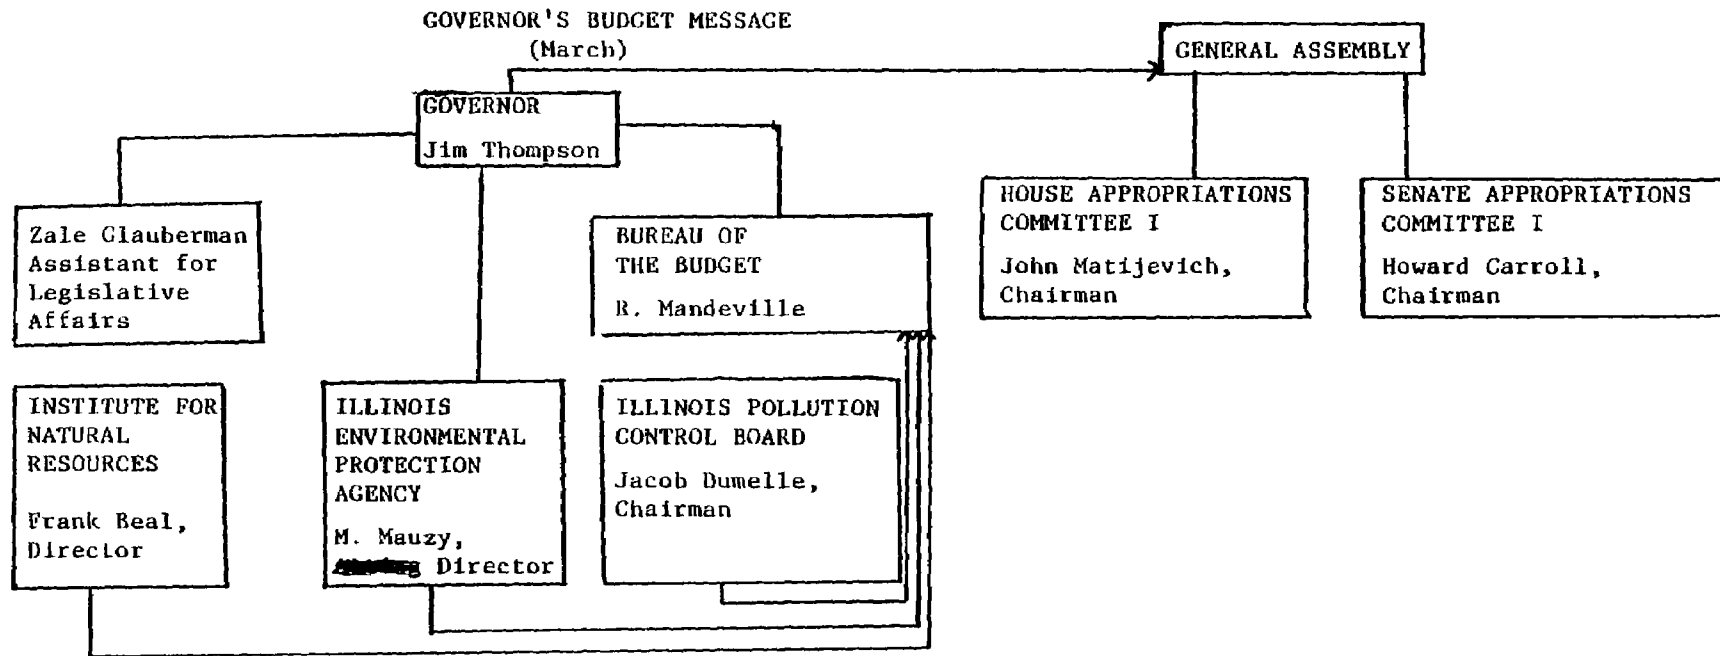 GOVERNOR'S BUDGET MESSAGE
(March)
GENERAL ASSEMBLY
GOVERNOR
Jim Thompson
Zale Glauberman
Assistant for
Legislative
Affairs
BUREAU OF
THE BUDGET
R. Mandeville
HOUSE APPROPRIATIONS
COMMITTEE I
John Matijevich,
Chairman
SENATE APPROPRIATIONS
COMMITTEE I
Howard Carroll,
Chairman
INSTITUTE FOR
NATURAL
RESOURCES
Frank Beal,
Director
ILLINOIS
ENVIRONMENTAL
PROTECTION
AGENCY
M. Mauzy,
Director
ILLINOIS POLLUTION
CONTROL BOARD
Jacob Dumelle,
Chairman